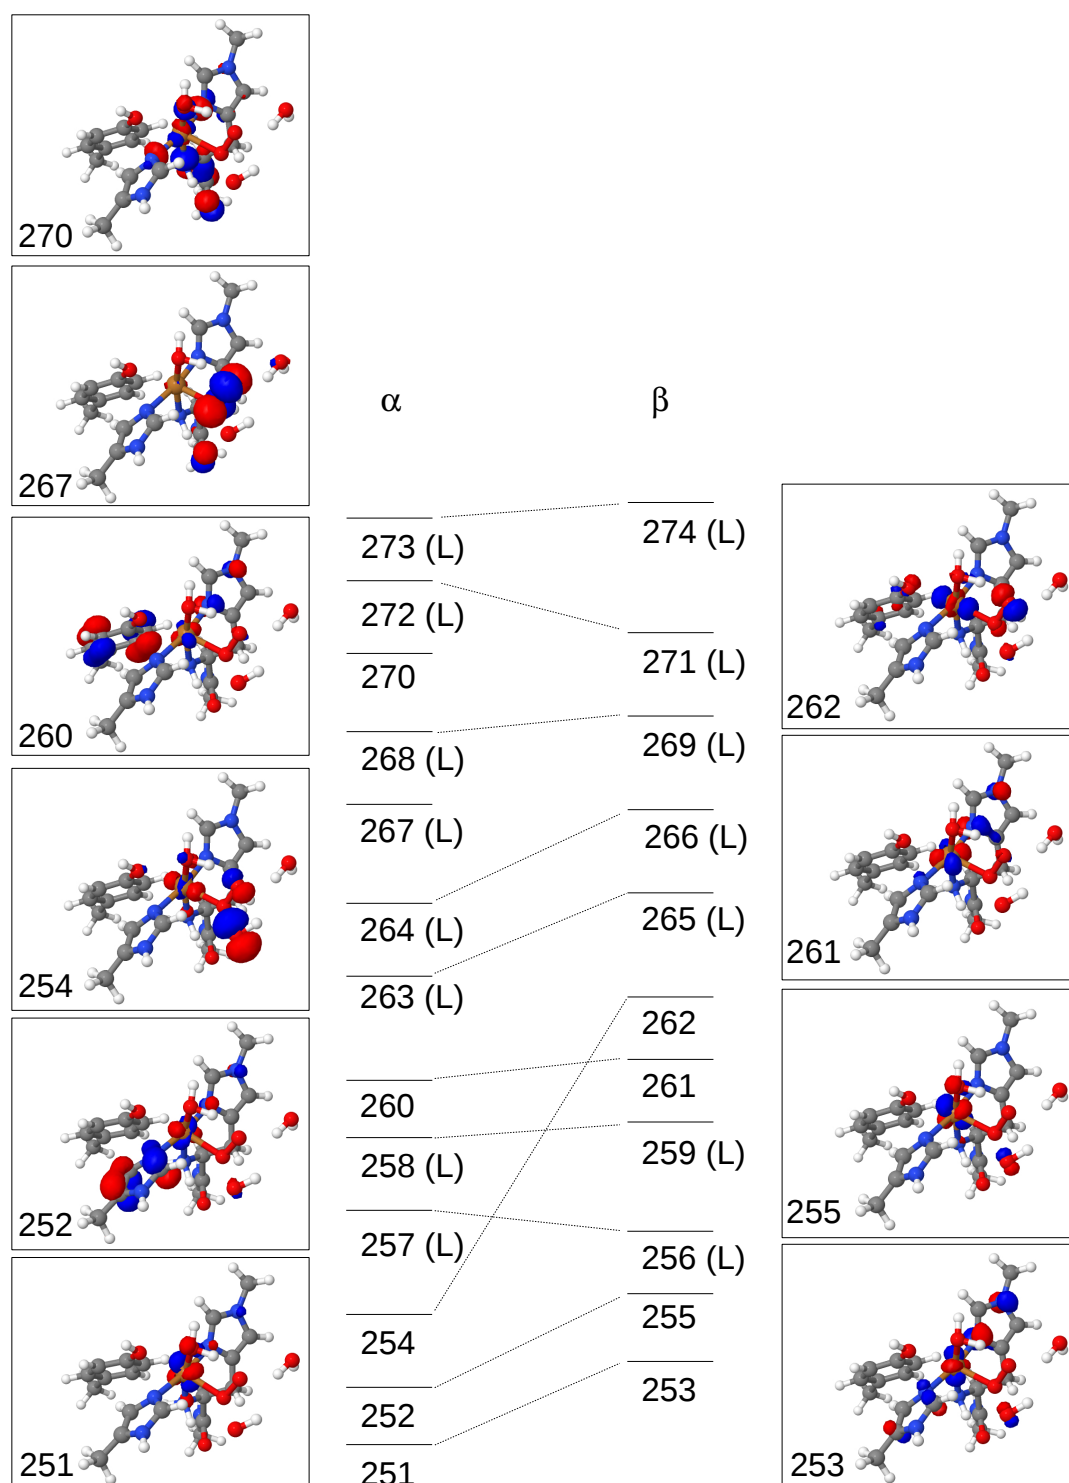 270
267
260
254
252
251
α
273 (L)
272 (L)
270
268 (L)
267 (L)
264 (L)
263 (L)
260
258 (L)
257 (L)
254
252
251
β
274 (L)
271 (L)
269 (L)
266 (L)
265 (L)
262
261
259 (L)
256 (L)
255
253
262
261
255
253